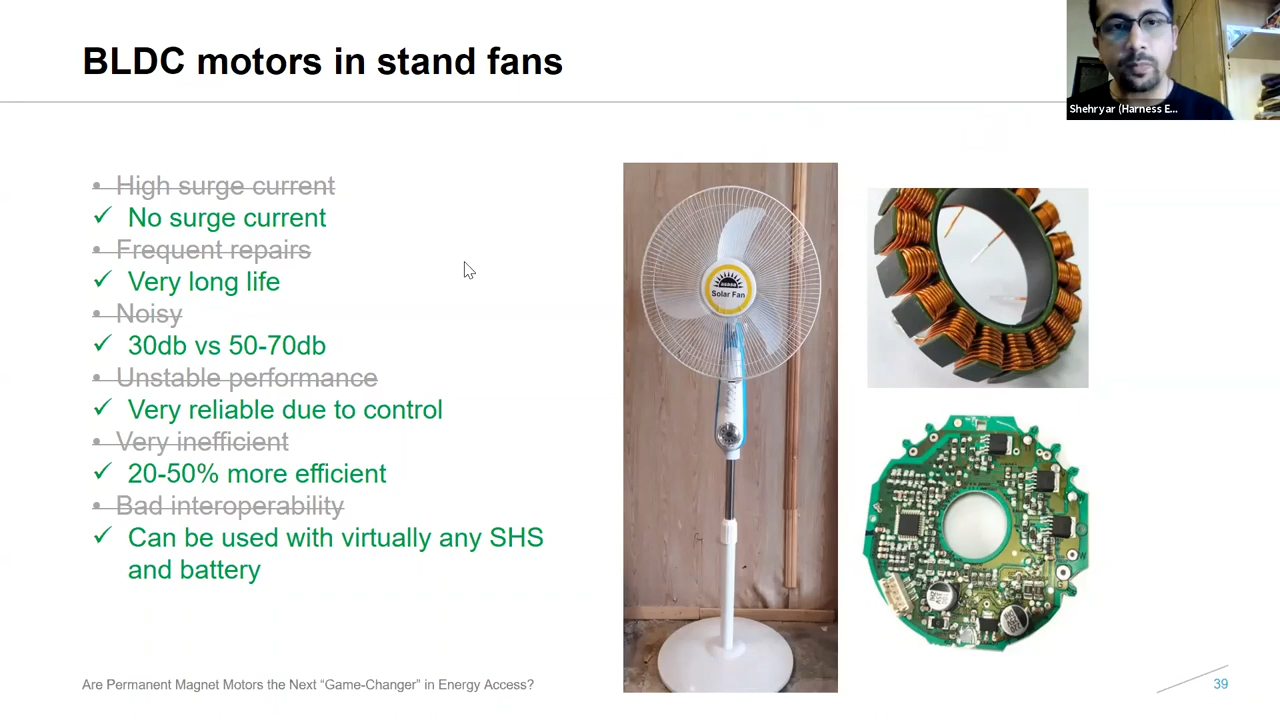 BLDC motors in stand fans
Shehryar (Harness E...
• High surge current
✓ No surge current
• Frequent repairs
✓ Very long life
• Noisy
✓ 30db vs 50-70db
• Unstable performance
✓ Very reliable due to control
• Very inefficient
✓ 20-50% more efficient
• Bad interoperability
✓ Can be used with virtually any SHS
and battery
Solar Fan
Are Permanent Magnet Motors the Next “Game-Changer” in Energy Access?
39